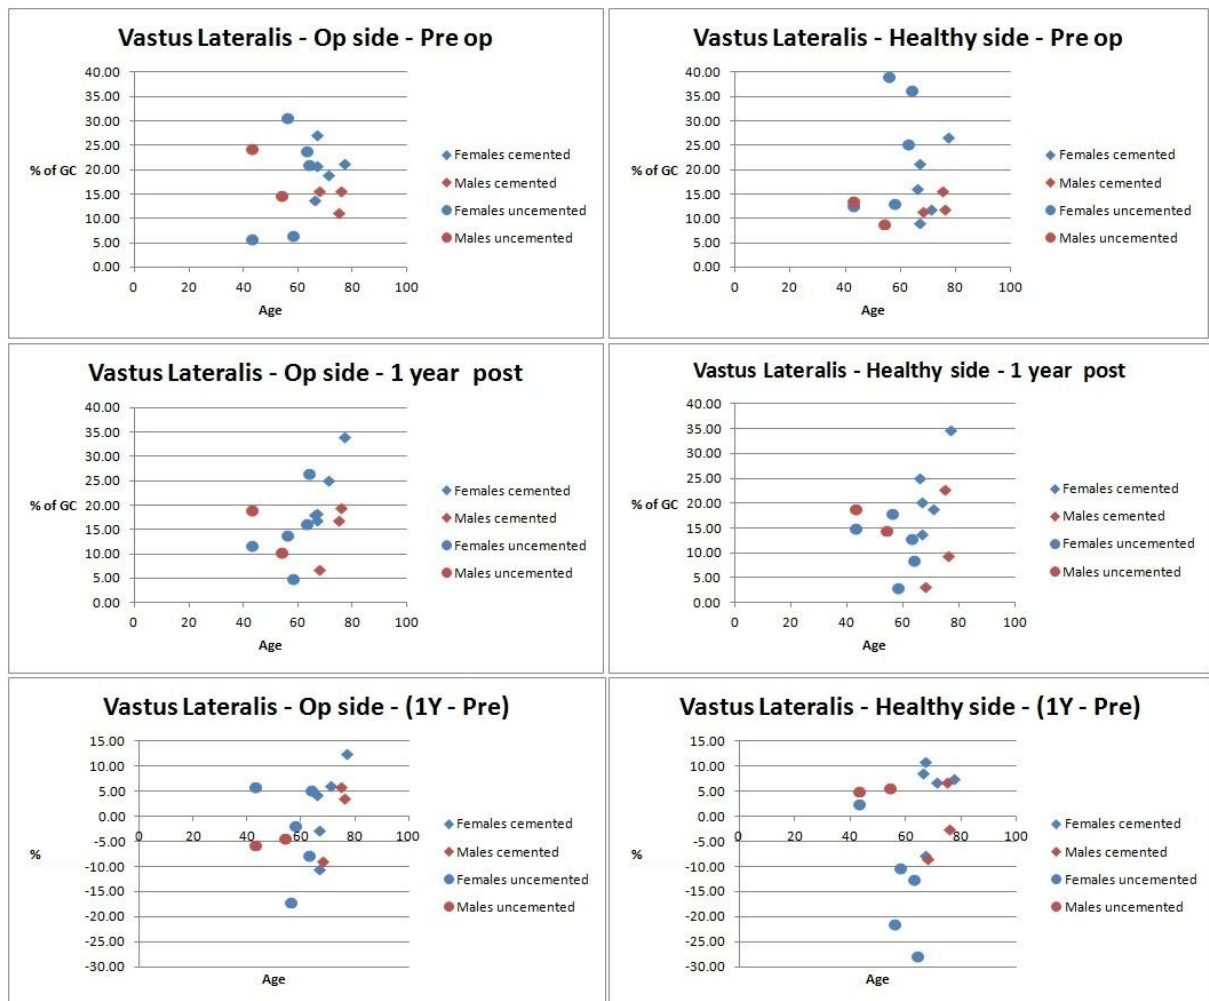 Vastus Lateralis - Op side - Pre op
40.00
35.00
30.00
25.00
20.00
15.00
10.00
5.00
0.00
% of GC
0 20 40 60 80 100
Age
Females cemented
Males cemented
Females uncemented
Males uncemented
Vastus Lateralis - Healthy side - Pre op
40.00
35.00
30.00
25.00
20.00
15.00
10.00
5.00
0.00
% of GC
0 20 40 60 80 100
Age
Females cemented
Males cemented
Females uncemented
Males uncemented
Vastus Lateralis - Op side - 1 year post
40.00
35.00
30.00
25.00
20.00
15.00
10.00
5.00
0.00
% of GC
0 20 40 60 80 100
Age
Females cemented
Males cemented
Females uncemented
Males uncemented
Vastus Lateralis - Healthy side - 1 year post
40.00
35.00
30.00
25.00
20.00
15.00
10.00
5.00
0.00
% of GC
0 20 40 60 80 100
Age
Females cemented
Males cemented
Females uncemented
Males uncemented
Vastus Lateralis - Op side - (1Y - Pre)
15.00
10.00
5.00
0.00
-5.00
-10.00
-15.00
-20.00
-25.00
-30.00
%
0 20 40 60 80 100
Age
Females cemented
Males cemented
Females uncemented
Males uncemented
Vastus Lateralis - Healthy side - (1Y - Pre)
15.00
10.00
5.00
0.00
-5.00
-10.00
-15.00
-20.00
-25.00
-30.00
%
0 20 40 60 80 100
Age
Females cemented
Males cemented
Females uncemented
Males uncemented